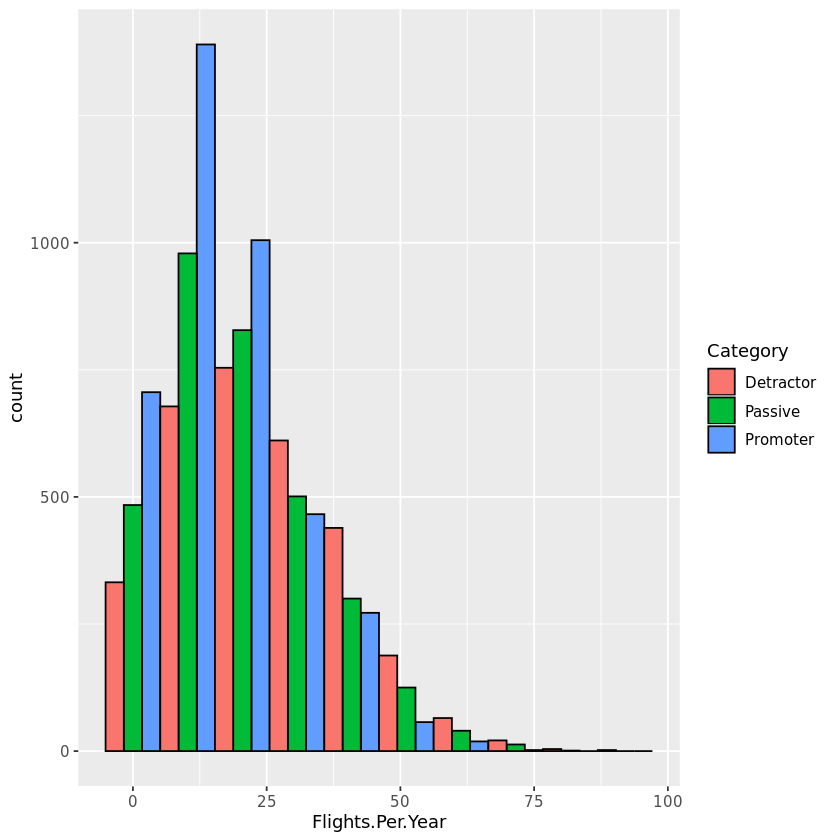 1000
500
0
count
0 25 50 75 100
Flights.Per.Year
Category
Detractor
Passive
Promoter